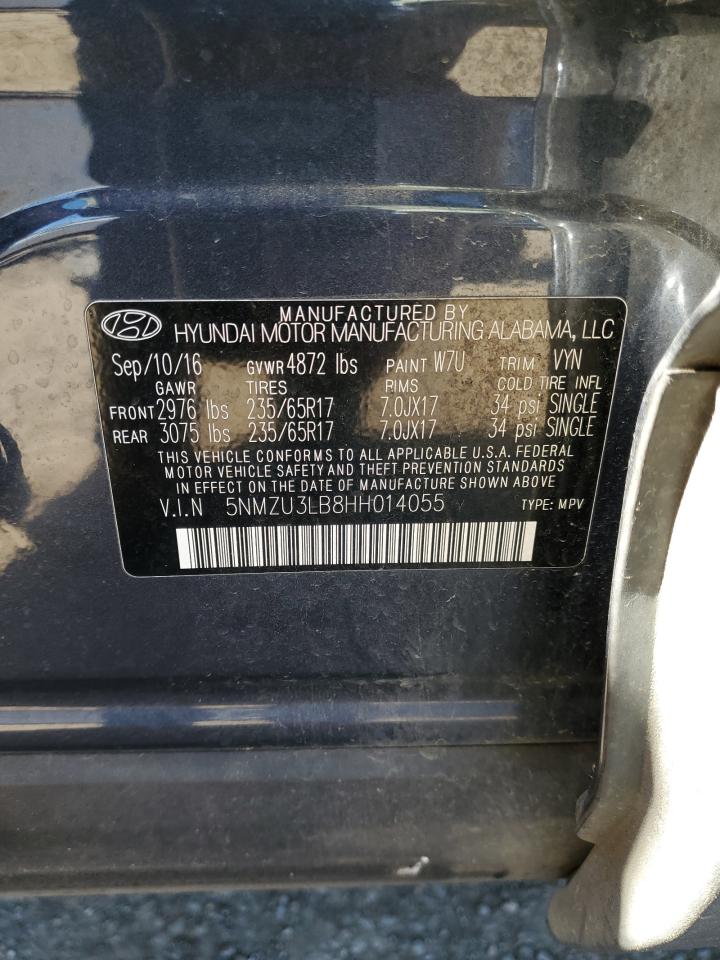 MANUFACTURED BY
HYUNDAI MOTOR MANUFACTURING ALABAMA, LLC
Sep/10/16 GVWR 4872 lbs PAINT W7U TRIM VYN
GAWR TIRES RIMS COLD TIRE INFL
FRONT 2976 lbs 235/65R17 7.0JX17 34 psi SINGLE
REAR 3075 lbs 235/65R17 7.0JX17 34 psi SINGLE
THIS VEHICLE CONFORMS TO ALL APPLICABLE U.S.A. FEDERAL
MOTOR VEHICLE SAFETY AND THEFT PREVENTION STANDARDS
IN EFFECT ON THE DATE OF MANUFACTURE SHOWN ABOVE.
V.I.N 5NMZU3LB8HH014055 TYPE: MPV